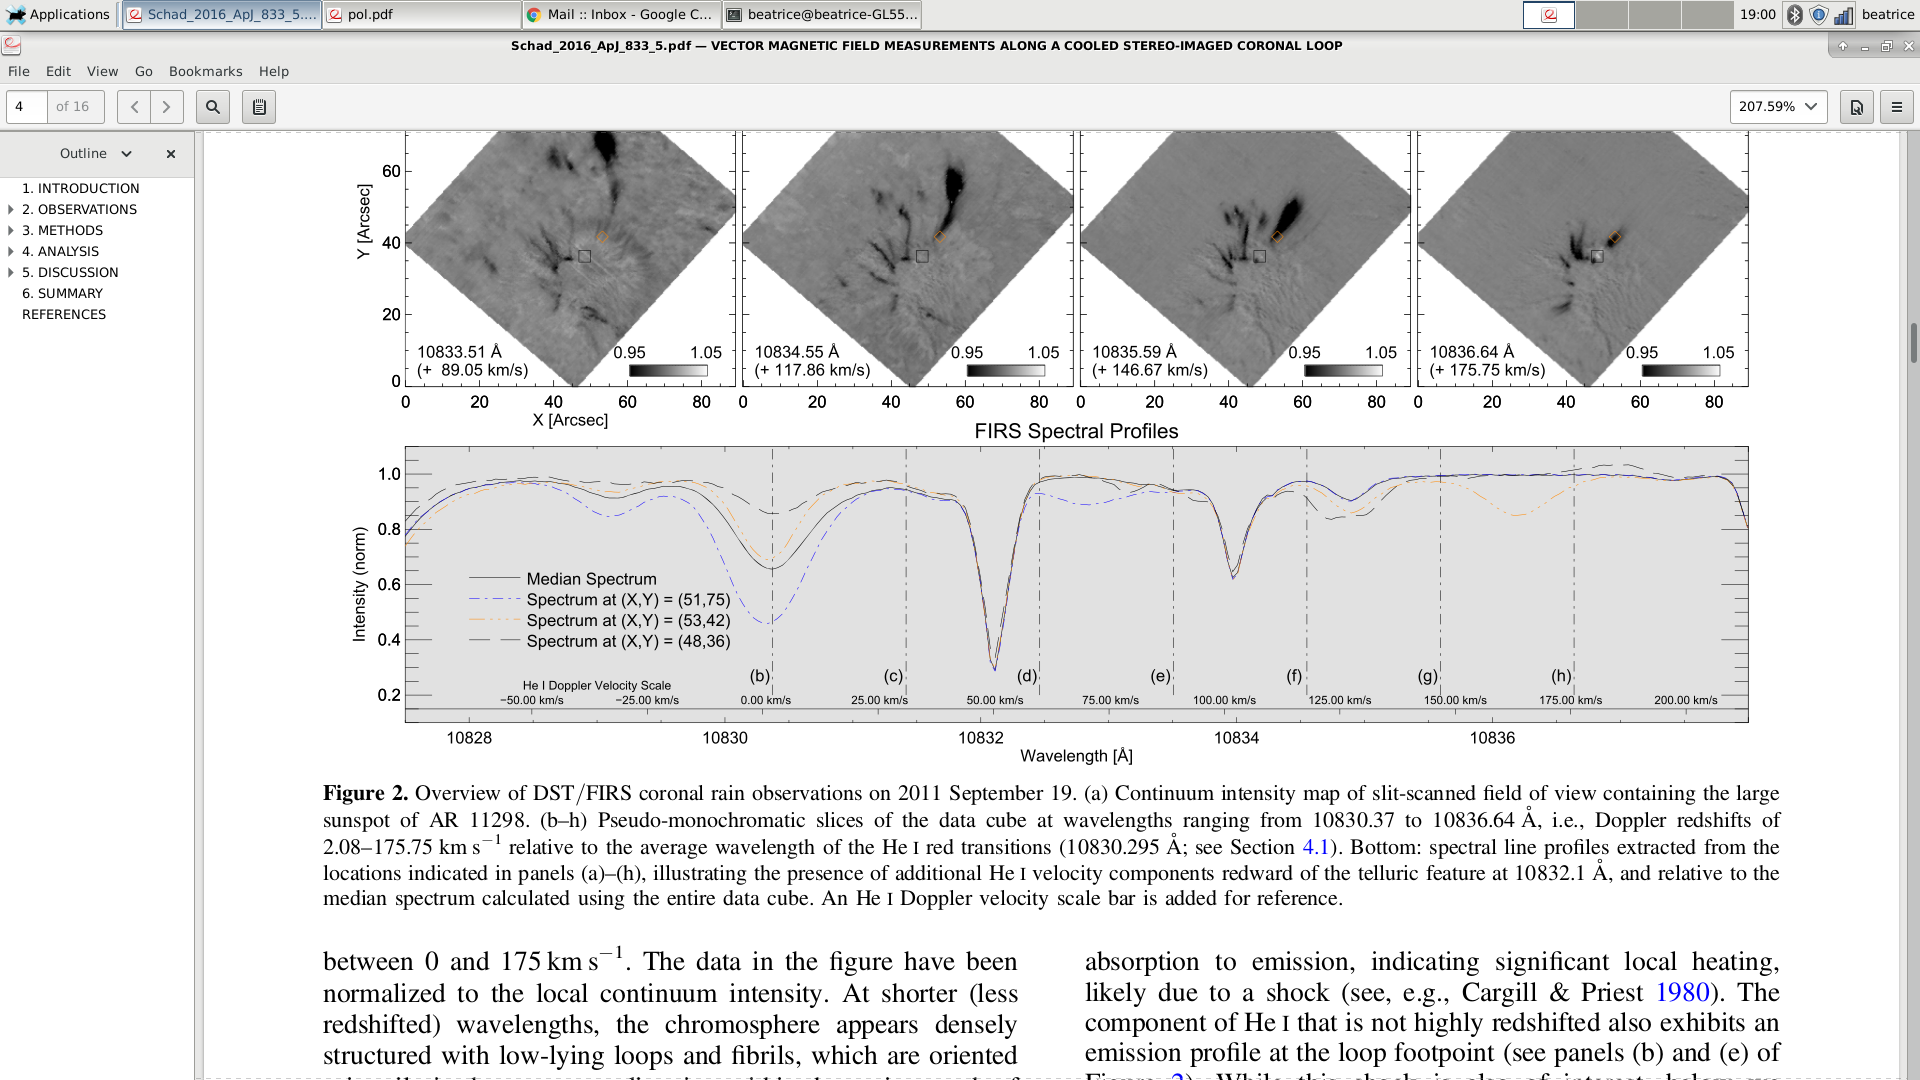 Applications
Schad_2016_ApJ_833_5....
pol.pdf
Mail :: Inbox - Google C...
beatrice@beatrice-GL55...
19:00
beatrice
Schad_2016_ApJ_833_5.pdf — VECTOR MAGNETIC FIELD MEASUREMENTS ALONG A COOLED STEREO-IMAGED CORONAL LOOP
File Edit View Go Bookmarks Help
4 of 16
207.59%
Outline
1. INTRODUCTION
2. OBSERVATIONS
3. METHODS
4. ANALYSIS
5. DISCUSSION
6. SUMMARY
REFERENCES
Y [Arcsec]
60
40
20
0
10833.51 Å
(+ 89.05 km/s)
0.95 1.05
10834.55 Å
(+ 117.86 km/s)
0.95 1.05
10835.59 Å
(+ 146.67 km/s)
0.95 1.05
10836.64 Å
(+ 175.75 km/s)
0.95 1.05
0 20 40 60 80 0 20 40 60 80 0 20 40 60 80 0 20 40 60 80
X [Arcsec]
FIRS Spectral Profiles
Intensity (norm)
1.0
0.8
0.6
0.4
0.2
Median Spectrum
Spectrum at (X,Y) = (51,75)
Spectrum at (X,Y) = (53,42)
Spectrum at (X,Y) = (48,36)
(b) (c) (d) (e) (f) (g) (h)
He I Doppler Velocity Scale
−50.00 km/s −25.00 km/s 0.00 km/s 25.00 km/s 50.00 km/s 75.00 km/s 100.00 km/s 125.00 km/s 150.00 km/s 175.00 km/s 200.00 km/s
10828 10830 10832 10834 10836
Wavelength [Å]
Figure 2. Overview of DST/FIRS coronal rain observations on 2011 September 19. (a) Continuum intensity map of slit-scanned field of view containing the large
sunspot of AR 11298. (b–h) Pseudo-monochromatic slices of the data cube at wavelengths ranging from 10830.37 to 10836.64 Å, i.e., Doppler redshifts of
2.08–175.75 km s−1 relative to the average wavelength of the He I red transitions (10830.295 Å; see Section 4.1). Bottom: spectral line profiles extracted from the
locations indicated in panels (a)–(h), illustrating the presence of additional He I velocity components redward of the telluric feature at 10832.1 Å, and relative to the
median spectrum calculated using the entire data cube. An He I Doppler velocity scale bar is added for reference.
between 0 and 175 km s−1. The data in the figure have been
normalized to the local continuum intensity. At shorter (less
redshifted) wavelengths, the chromosphere appears densely
structured with low-lying loops and fibrils, which are oriented
absorption to emission, indicating significant local heating,
likely due to a shock (see, e.g., Cargill & Priest 1980). The
component of He I that is not highly redshifted also exhibits an
emission profile at the loop footpoint (see panels (b) and (e) of